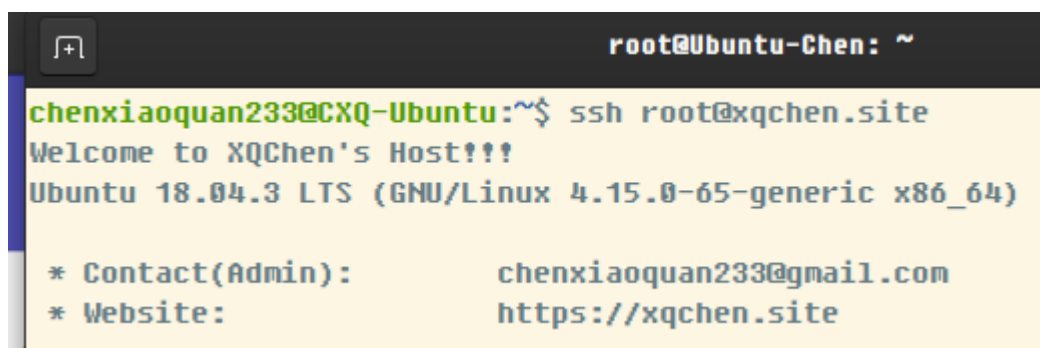 root@Ubuntu-Chen: ~
chenxiaoquan233@CXQ-Ubuntu:~$ ssh root@xqchen.site
Welcome to XQChen's Host!!!
Ubuntu 18.04.3 LTS (GNU/Linux 4.15.0-65-generic x86_64)
* Contact(Admin): chenxiaoquan233@gmail.com
* Website: https://xqchen.site